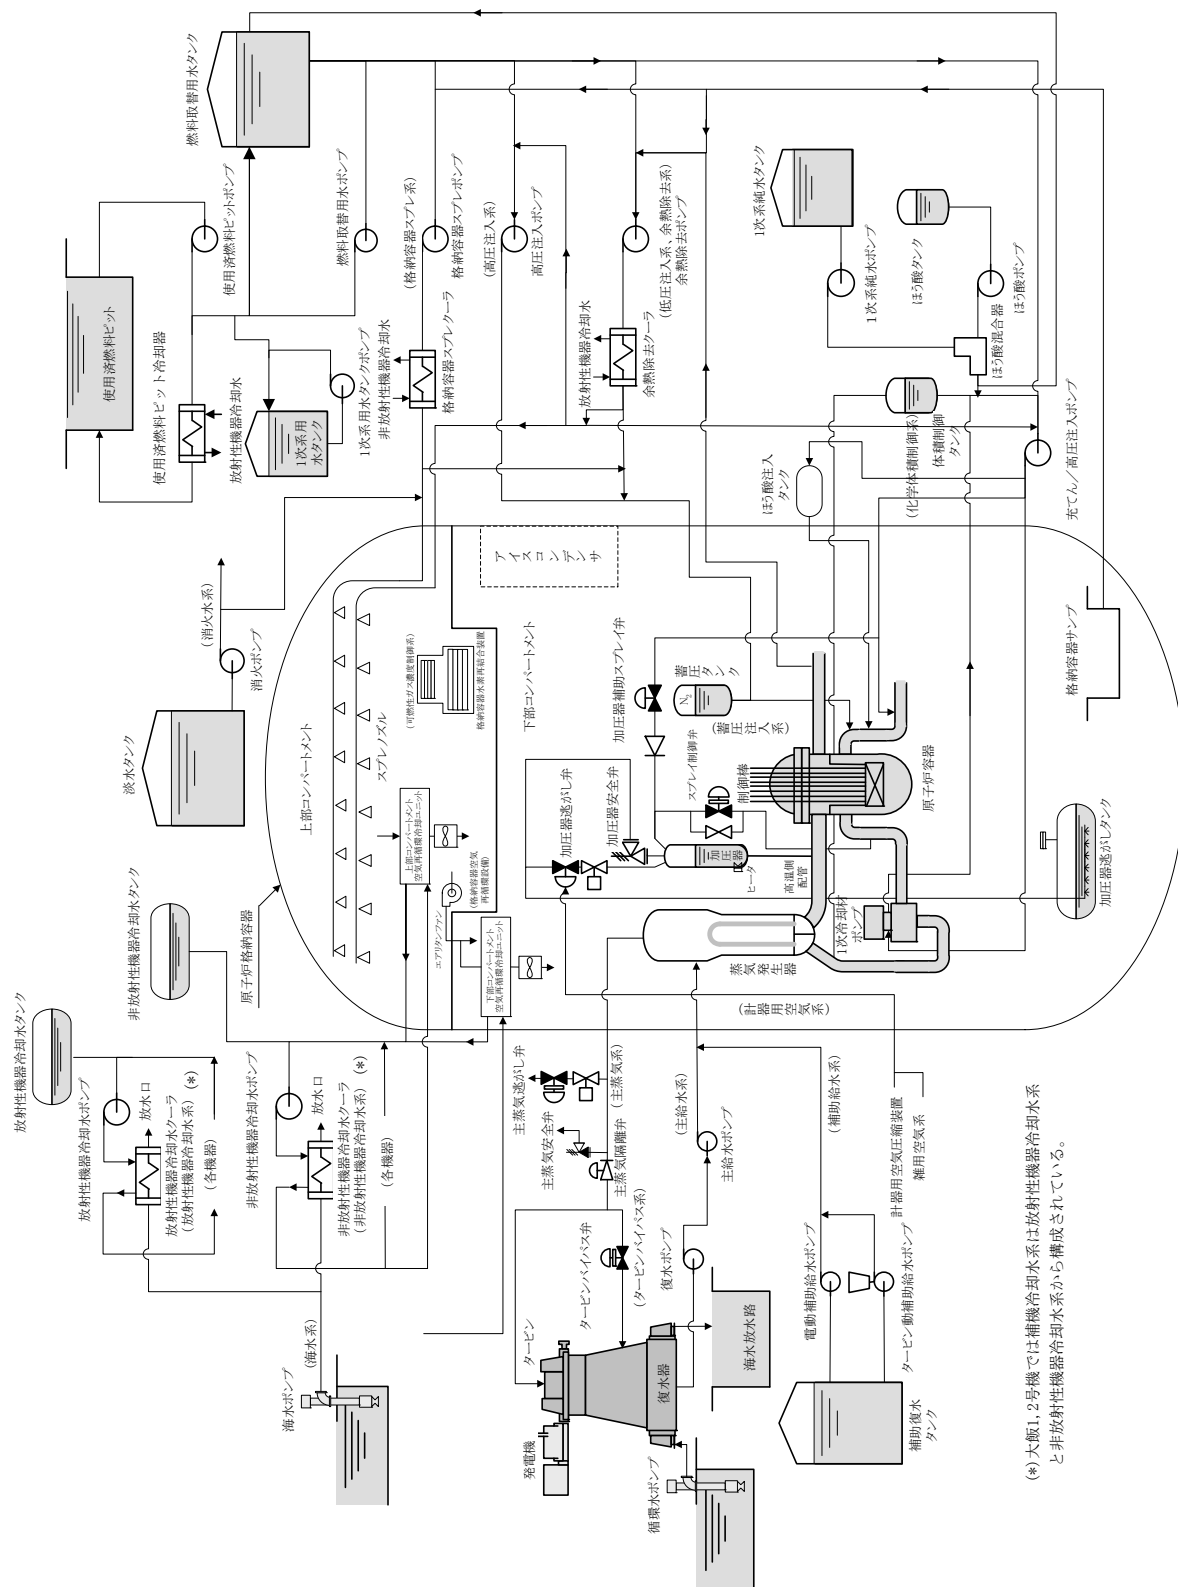 使用済燃料ピット
使用済燃料ピット冷却器
放射性機器冷却水
使用済燃料ピットポンプ
燃料取替用水タンク
燃料取替用水ポンプ
1次系用
水タンク
1次系用水タンクポンプ
非放射性機器冷却水
格納容器スプレクーラ
(格納容器スプレ系)
格納容器スプレポンプ
(高圧注入系)
高圧注入ポンプ
放射性機器冷却水
余熱除去クーラ
(低圧注入系、余熱除去系)
余熱除去ポンプ
1次系純水タンク
1次系純水ポンプ
ほう酸タンク
ほう酸ポンプ
ほう酸混合器
体積制御
タンク
(化学体積制御系)
ほう酸注入
タンク
充てん／高圧注入ポンプ
淡水タンク
消火ポンプ
(消火水系)
原子炉格納容器
上部コンパートメント
スプレノズル
アイスコンデンサ
(可燃性ガス濃度制御系)
格納容器水素再結合装置
下部コンパートメント
上部コンパートメント
空気再循環冷却ユニット
エアリタンファン
(格納容器空気
再循環設備)
下部コンパートメント
空気再循環冷却ユニット
加圧器逃がし弁
加圧器安全弁
加圧器補助スプレイ弁
スプレイ制御弁
N2
蓄圧タンク
(蓄圧注入系)
加圧器
ヒータ
高温側
配管
制御棒
原子炉容器
蒸気発生器
1次冷却材
ポンプ
(計器用空気系)
加圧器逃がしタンク
格納容器サンプ
放射性機器冷却水タンク
放射性機器冷却水ポンプ
放水口
放射性機器冷却水クーラ
(放射性機器冷却水系)
(*)
(各機器)
非放射性機器冷却水タンク
非放射性機器冷却水ポンプ
放水口
非放射性機器冷却水クーラ
(非放射性機器冷却水系)
(*)
(各機器)
海水ポンプ
(海水系)
主蒸気逃がし弁
主蒸気安全弁
主蒸気隔離弁
(主蒸気系)
タービン
タービンバイパス弁
(タービンバイパス系)
発電機
復水器
復水ポンプ
循環水ポンプ
海水放水路
主給水ポンプ
(主給水系)
(補助給水系)
電動補助給水ポンプ
タービン動補助給水ポンプ
補助復水
タンク
計器用空気圧縮装置
雑用空気系
(*)大飯1,2号機では補機冷却水系は放射性機器冷却水系
と非放射性機器冷却水系から構成されている。